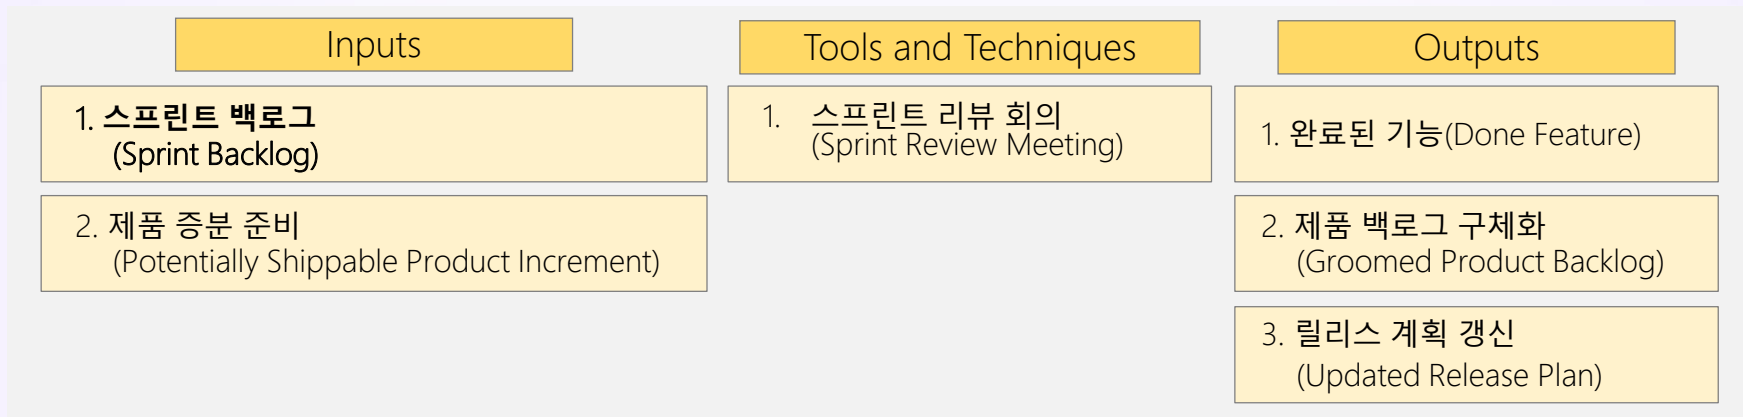 Inputs
1. 스프린트 백로그
(Sprint Backlog)
2. 제품 증분 준비
(Potentially Shippable Product Increment)
Tools and Techniques
1. 스프린트 리뷰 회의
(Sprint Review Meeting)
Outputs
1. 완료된 기능(Done Feature)
2. 제품 백로그 구체화
(Groomed Product Backlog)
3. 릴리스 계획 갱신
(Updated Release Plan)